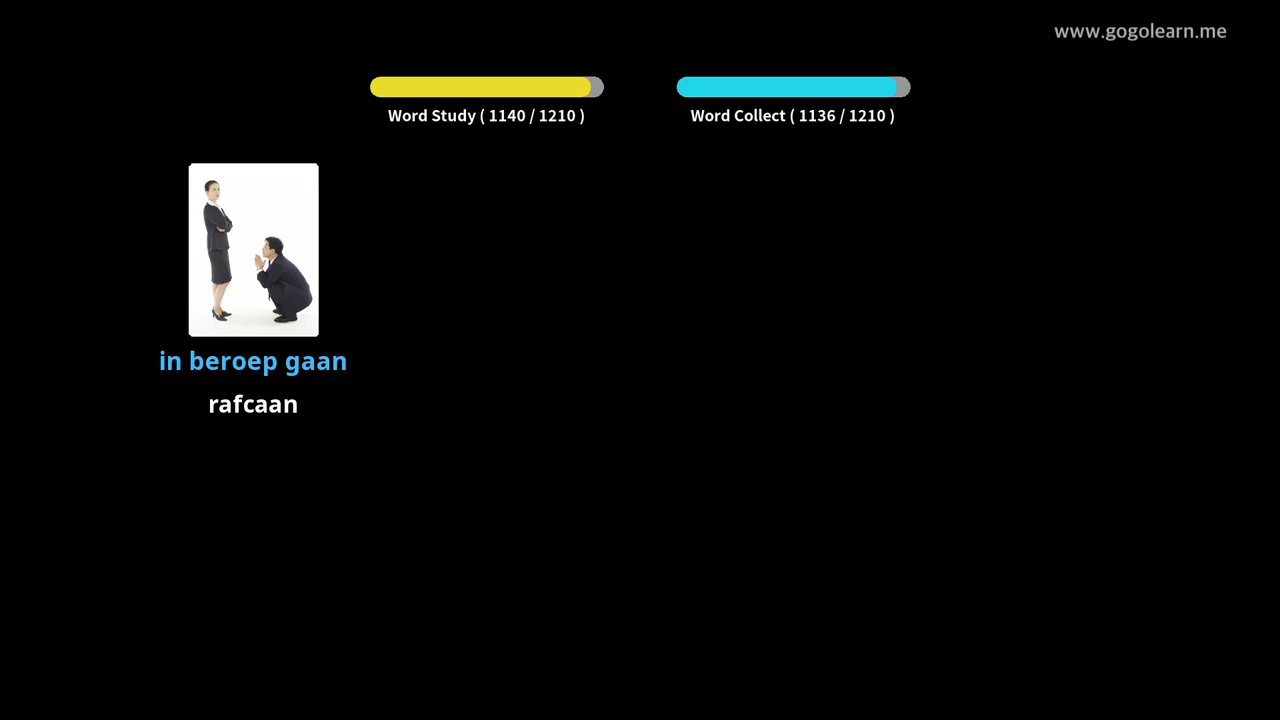 www.gogolearn.me
Word Study ( 1140 / 1210 )
Word Collect ( 1136 / 1210 )
in beroep gaan
rafcaan